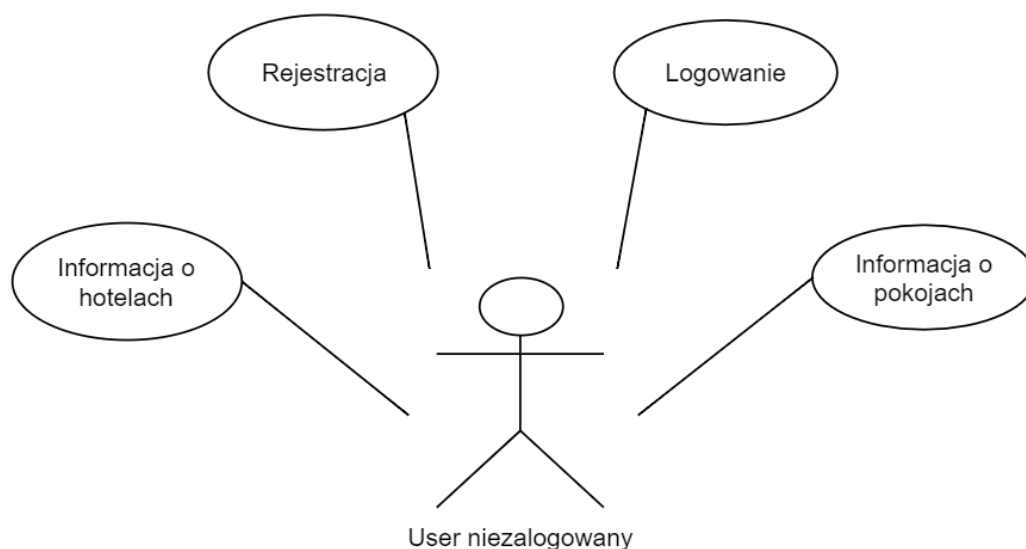 Rejestracja
Logowanie
Informacja o
hotelach
Informacja o
pokojach
User niezalogowany